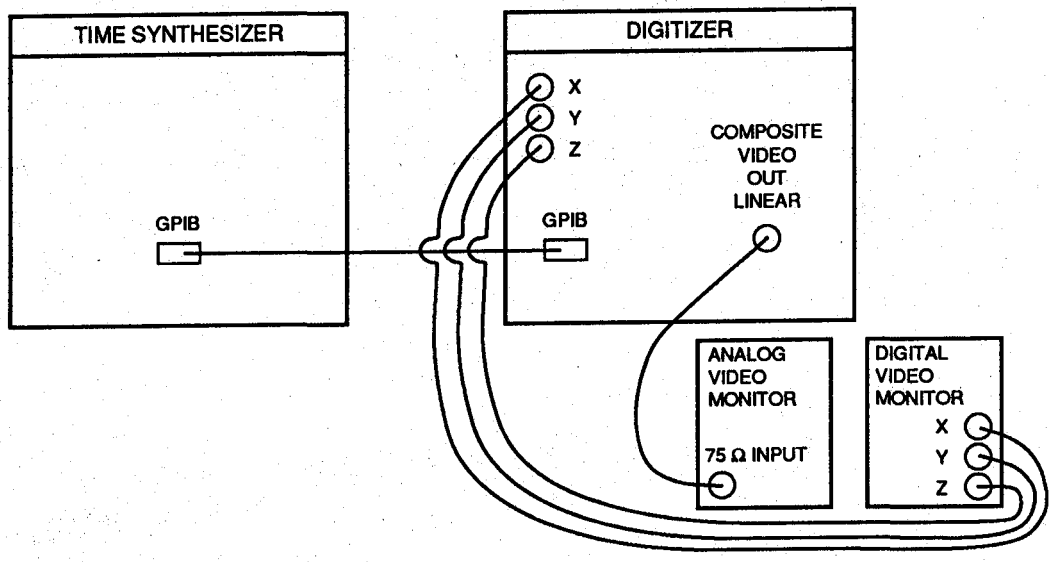 TIME SYNTHESIZER
GPIB
DIGITIZER
X
Y
Z
GPIB
COMPOSITE
VIDEO
OUT
LINEAR
ANALOG
VIDEO
MONITOR
75 Ω INPUT
DIGITAL
VIDEO
MONITOR
X
Y
Z